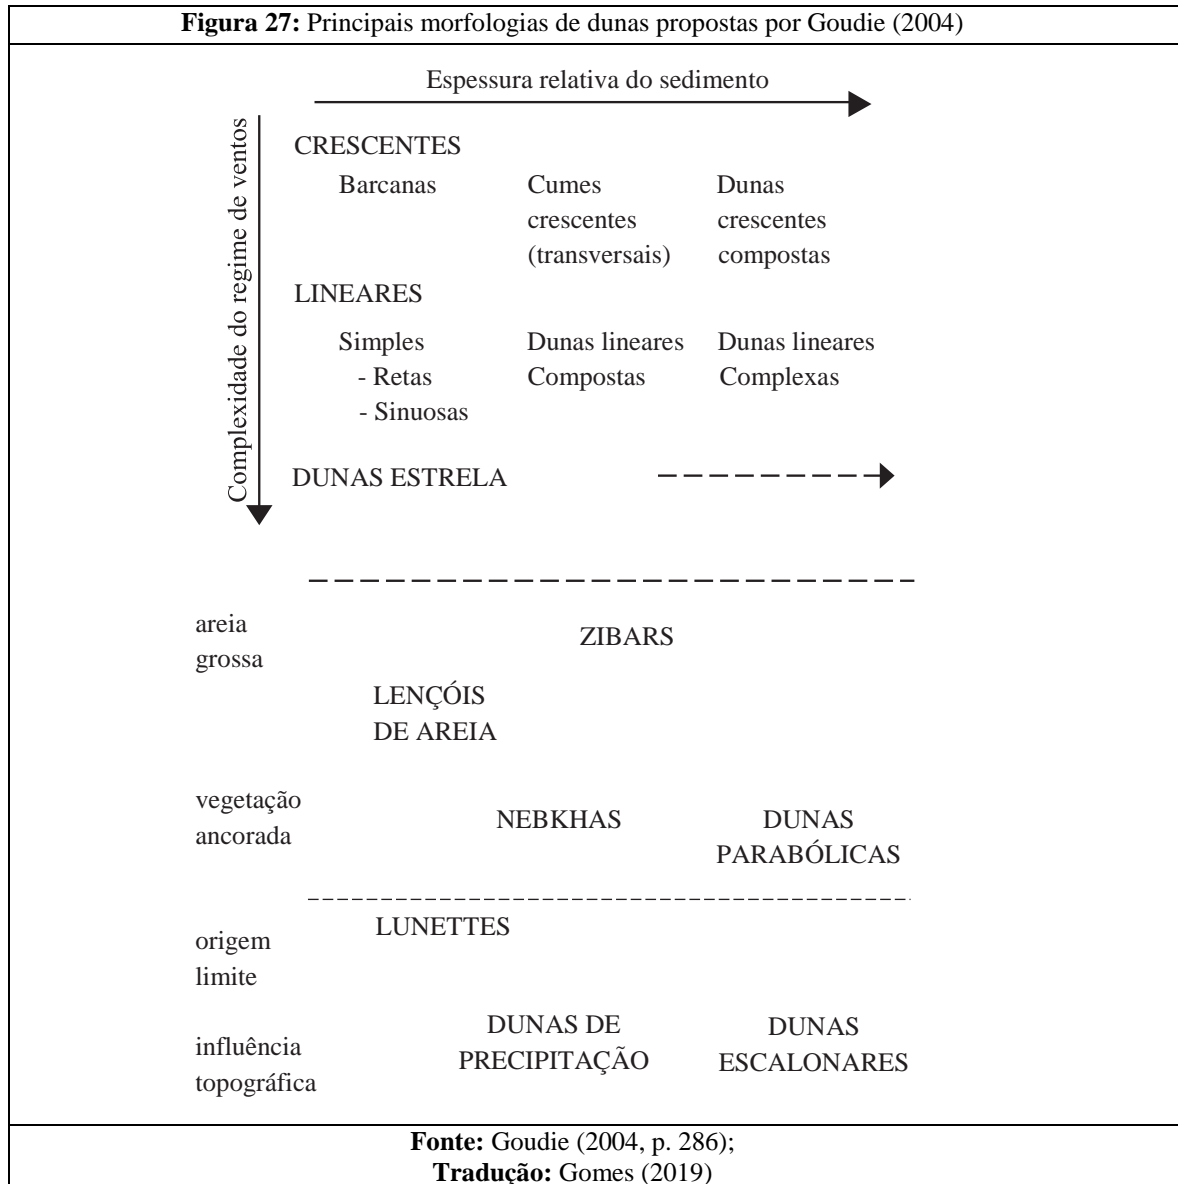 Figura 27: Principais morfologias de dunas propostas por Goudie (2004)
Espessura relativa do sedimento
Complexidade do regime de ventos
CRESCENTES
Barcanas
Cumes
crescentes
(transversais)
Dunas
crescentes
compostas
LINEARES
Simples
- Retas
- Sinuosas
Dunas lineares
Compostas
Dunas lineares
Complexas
DUNAS ESTRELA
areia
grossa
ZIBARS
LENÇÓIS
DE AREIA
vegetação
ancorada
NEBKHAS
DUNAS
PARABÓLICAS
LUNETTES
origem
limite
influência
topográfica
DUNAS DE
PRECIPITAÇÃO
DUNAS
ESCALONARES
Fonte: Goudie (2004, p. 286);
Tradução: Gomes (2019)